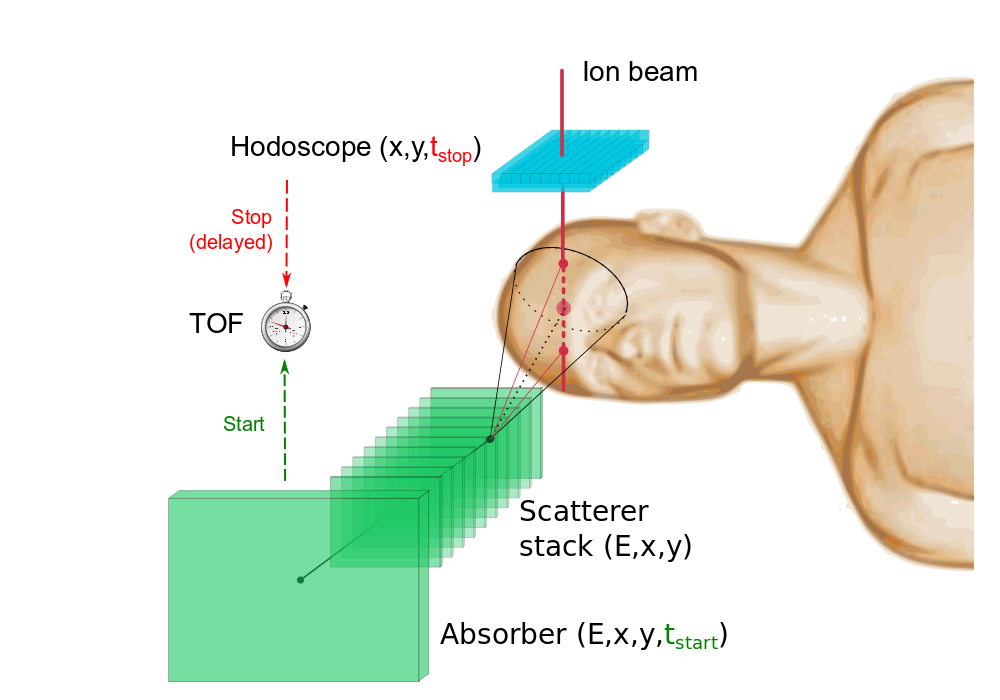 Ion beam
Hodoscope (x,y,tstop)
Stop
(delayed)
TOF
Start
Scatterer
stack (E,x,y)
Absorber (E,x,y,tstart)